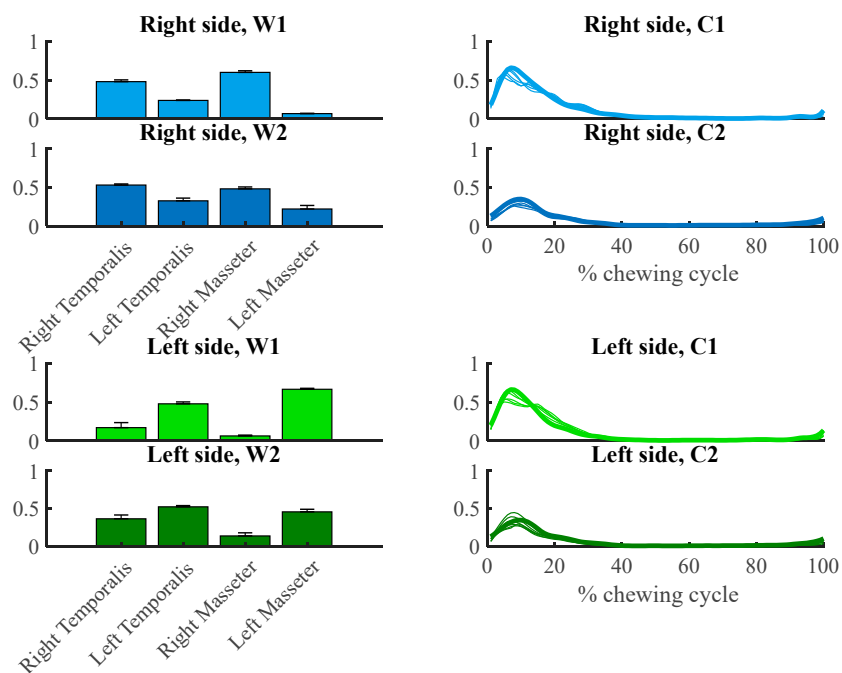 Right side, W1
1
0.5
0
Right side, W2
1
0.5
0
Right Temporalis
Left Temporalis
Right Masseter
Left Masseter
Right side, C1
1
0.5
0
Right side, C2
1
0.5
0
0 20 40 60 80 100
% chewing cycle
Left side, W1
1
0.5
0
Left side, W2
1
0.5
0
Right Temporalis
Left Temporalis
Right Masseter
Left Masseter
Left side, C1
1
0.5
0
Left side, C2
1
0.5
0
0 20 40 60 80 100
% chewing cycle